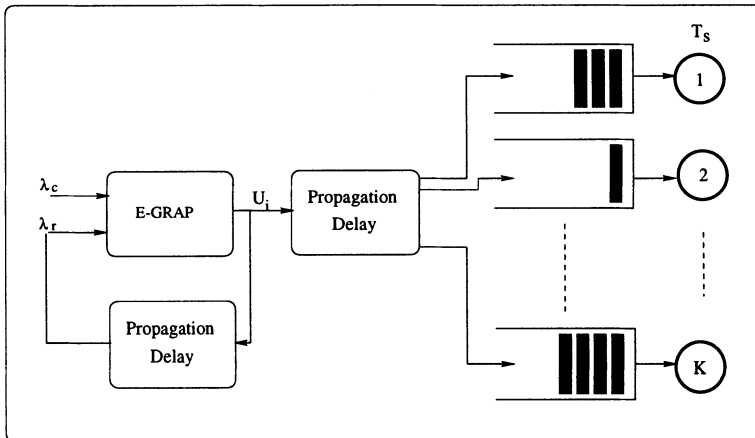 T_s
1
2
K
λ_c
λ_r
E-GRAP
U_i
Propagation
Delay
Propagation
Delay